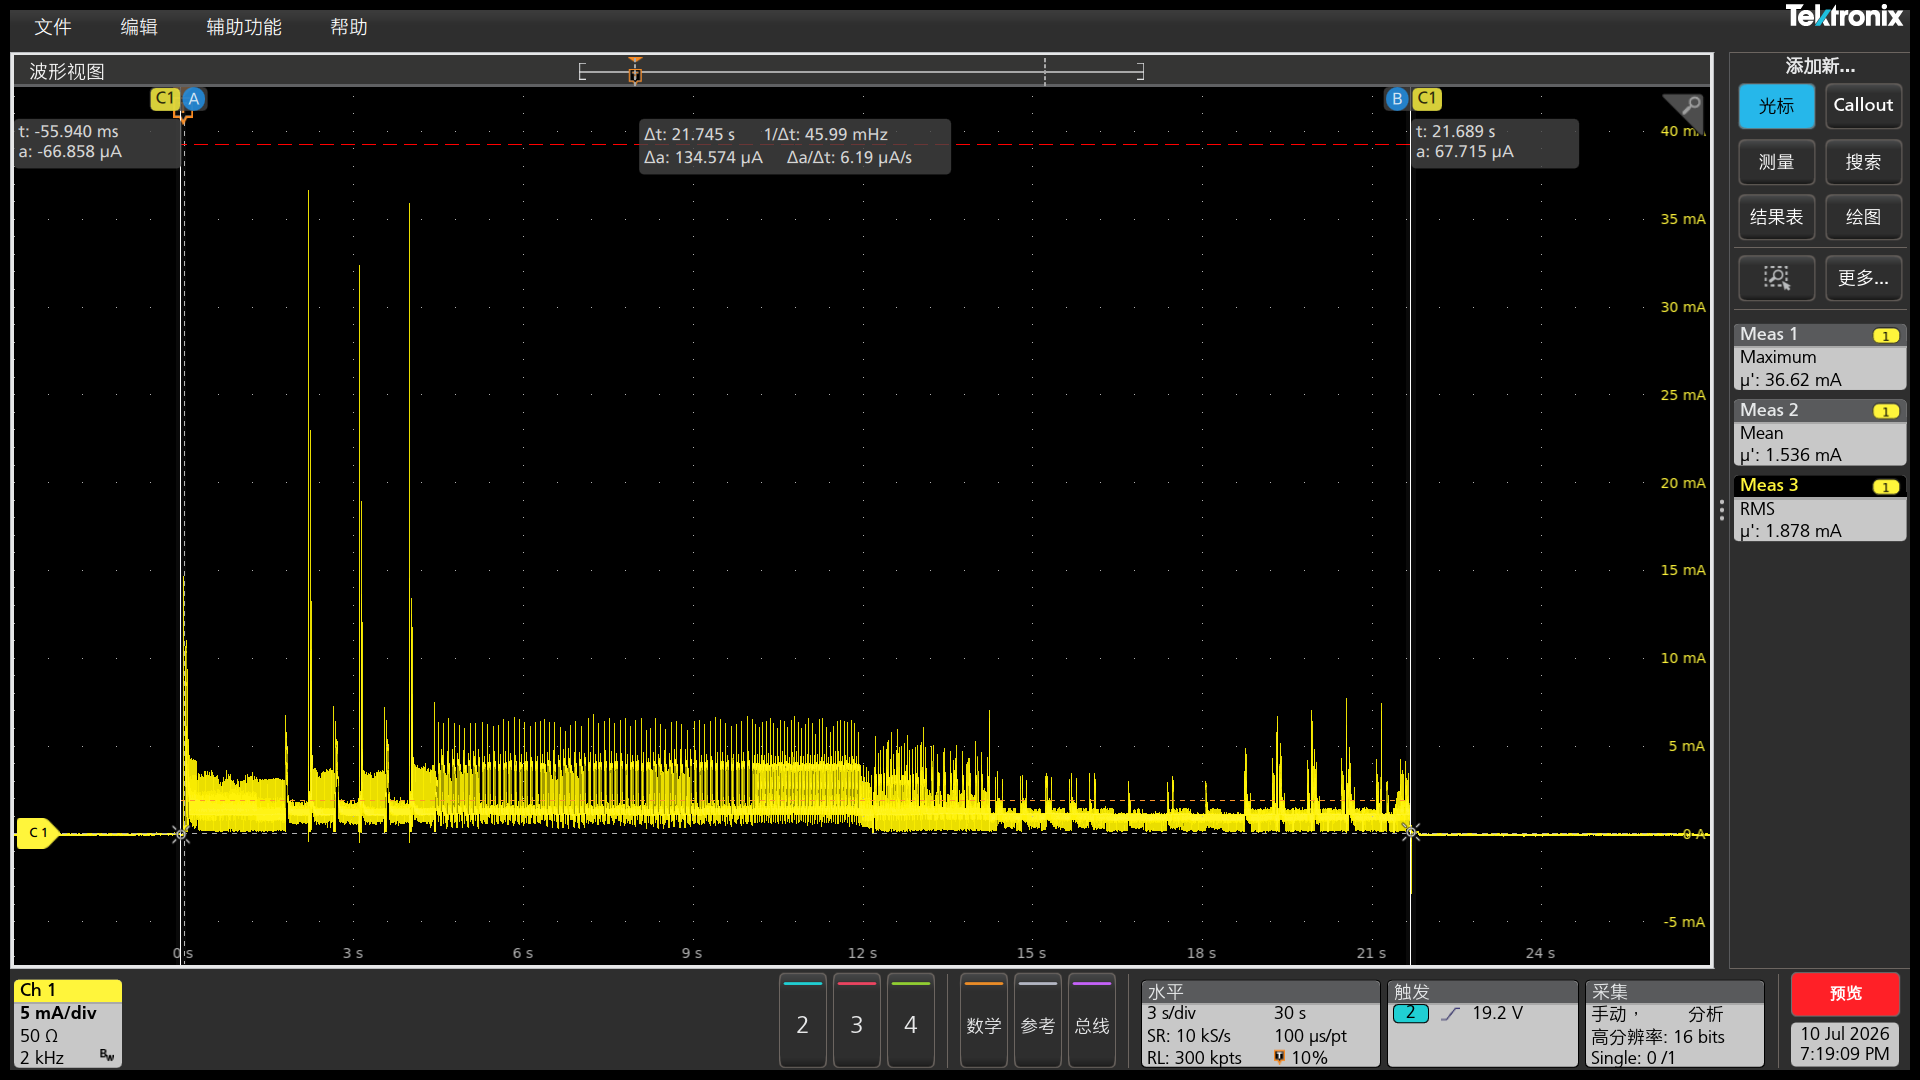 文件 编辑 辅助功能 帮助
Tektronix
波形视图
添加新...
C1 A
B C1
t: -55.940 ms
a: -66.858 µA
Δt: 21.745 s 1/Δt: 45.99 mHz
Δa: 134.574 µA Δa/Δt: 6.19 µA/s
t: 21.689 s
a: 67.715 µA
40 mA
35 mA
30 mA
25 mA
20 mA
15 mA
10 mA
5 mA
0 A
-5 mA
C 1
0 s 3 s 6 s 9 s 12 s 15 s 18 s 21 s 24 s
光标 Callout
测量 搜索
结果表 绘图
更多...
Meas 1 1
Maximum
µ': 36.62 mA
Meas 2 1
Mean
µ': 1.536 mA
Meas 3 1
RMS
µ': 1.878 mA
Ch 1
5 mA/div
50 Ω
2 kHz Bw
2 3 4 数学 参考 总线
水平
3 s/div 30 s
SR: 10 kS/s 100 µs/pt
RL: 300 kpts T 10%
触发
2 19.2 V
采集
手动, 分析
高分辨率: 16 bits
Single: 0 /1
预览
10 Jul 2026
7:19:09 PM